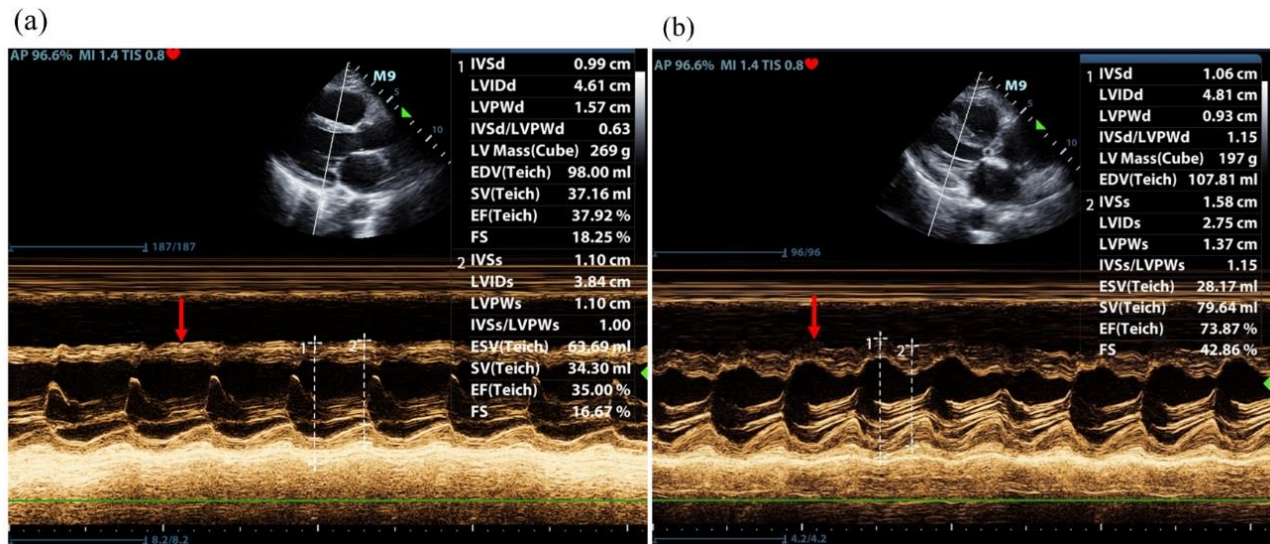 (a)
AP 96.6% MI 1.4 TIS 0.8
M9
5
10
1 IVSd 0.99 cm
LVIDd 4.61 cm
LVPWd 1.57 cm
IVSd/LVPWd 0.63
LV Mass(Cube) 269 g
EDV(Teich) 98.00 ml
SV(Teich) 37.16 ml
EF(Teich) 37.92 %
FS 18.25 %
2 IVSs 1.10 cm
LVIDs 3.84 cm
LVPWs 1.10 cm
IVSs/LVPWs 1.00
ESV(Teich) 63.69 ml
SV(Teich) 34.30 ml
EF(Teich) 35.00 %
FS 16.67 %
187/187
1
2
8.2/8.2
(b)
AP 96.6% MI 1.4 TIS 0.8
M9
5
10
1 IVSd 1.06 cm
LVIDd 4.81 cm
LVPWd 0.93 cm
IVSd/LVPWd 1.15
LV Mass(Cube) 197 g
EDV(Teich) 107.81 ml
2 IVSs 1.58 cm
LVIDs 2.75 cm
LVPWs 1.37 cm
IVSs/LVPWs 1.15
ESV(Teich) 28.17 ml
SV(Teich) 79.64 ml
EF(Teich) 73.87 %
FS 42.86 %
96/96
1
2
4.2/4.2